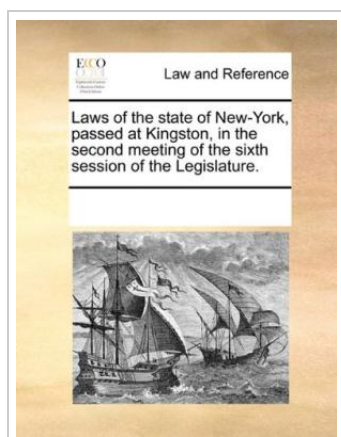 ECCO
Law and Reference
Laws of the state of New-York,
passed at Kingston, in the
second meeting of the sixth
session of the Legislature.